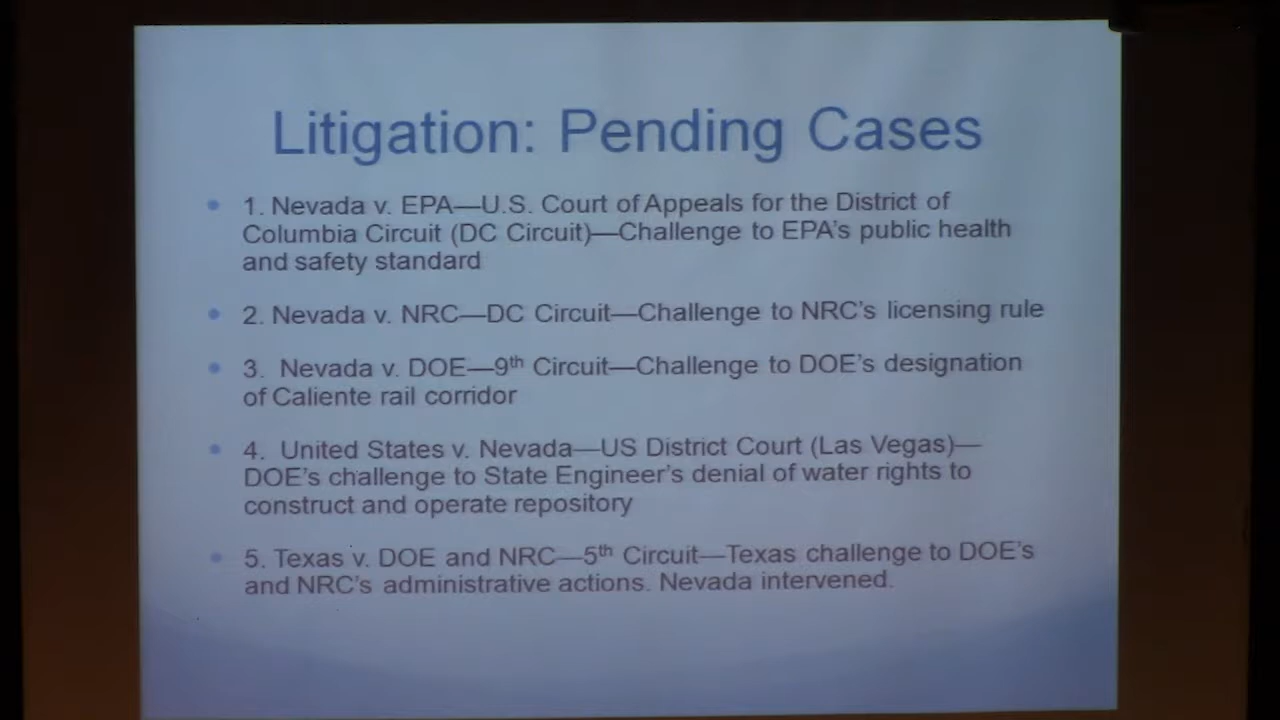 Litigation: Pending Cases
1. Nevada v. EPA—U.S. Court of Appeals for the District of
Columbia Circuit (DC Circuit)—Challenge to EPA's public health
and safety standard
2. Nevada v. NRC—DC Circuit—Challenge to NRC's licensing rule
3. Nevada v. DOE—9th Circuit—Challenge to DOE's designation
of Caliente rail corridor
4. United States v. Nevada—US District Court (Las Vegas)—
DOE's challenge to State Engineer's denial of water rights to
construct and operate repository
5. Texas v. DOE and NRC—5th Circuit—Texas challenge to DOE's
and NRC's administrative actions. Nevada intervened.